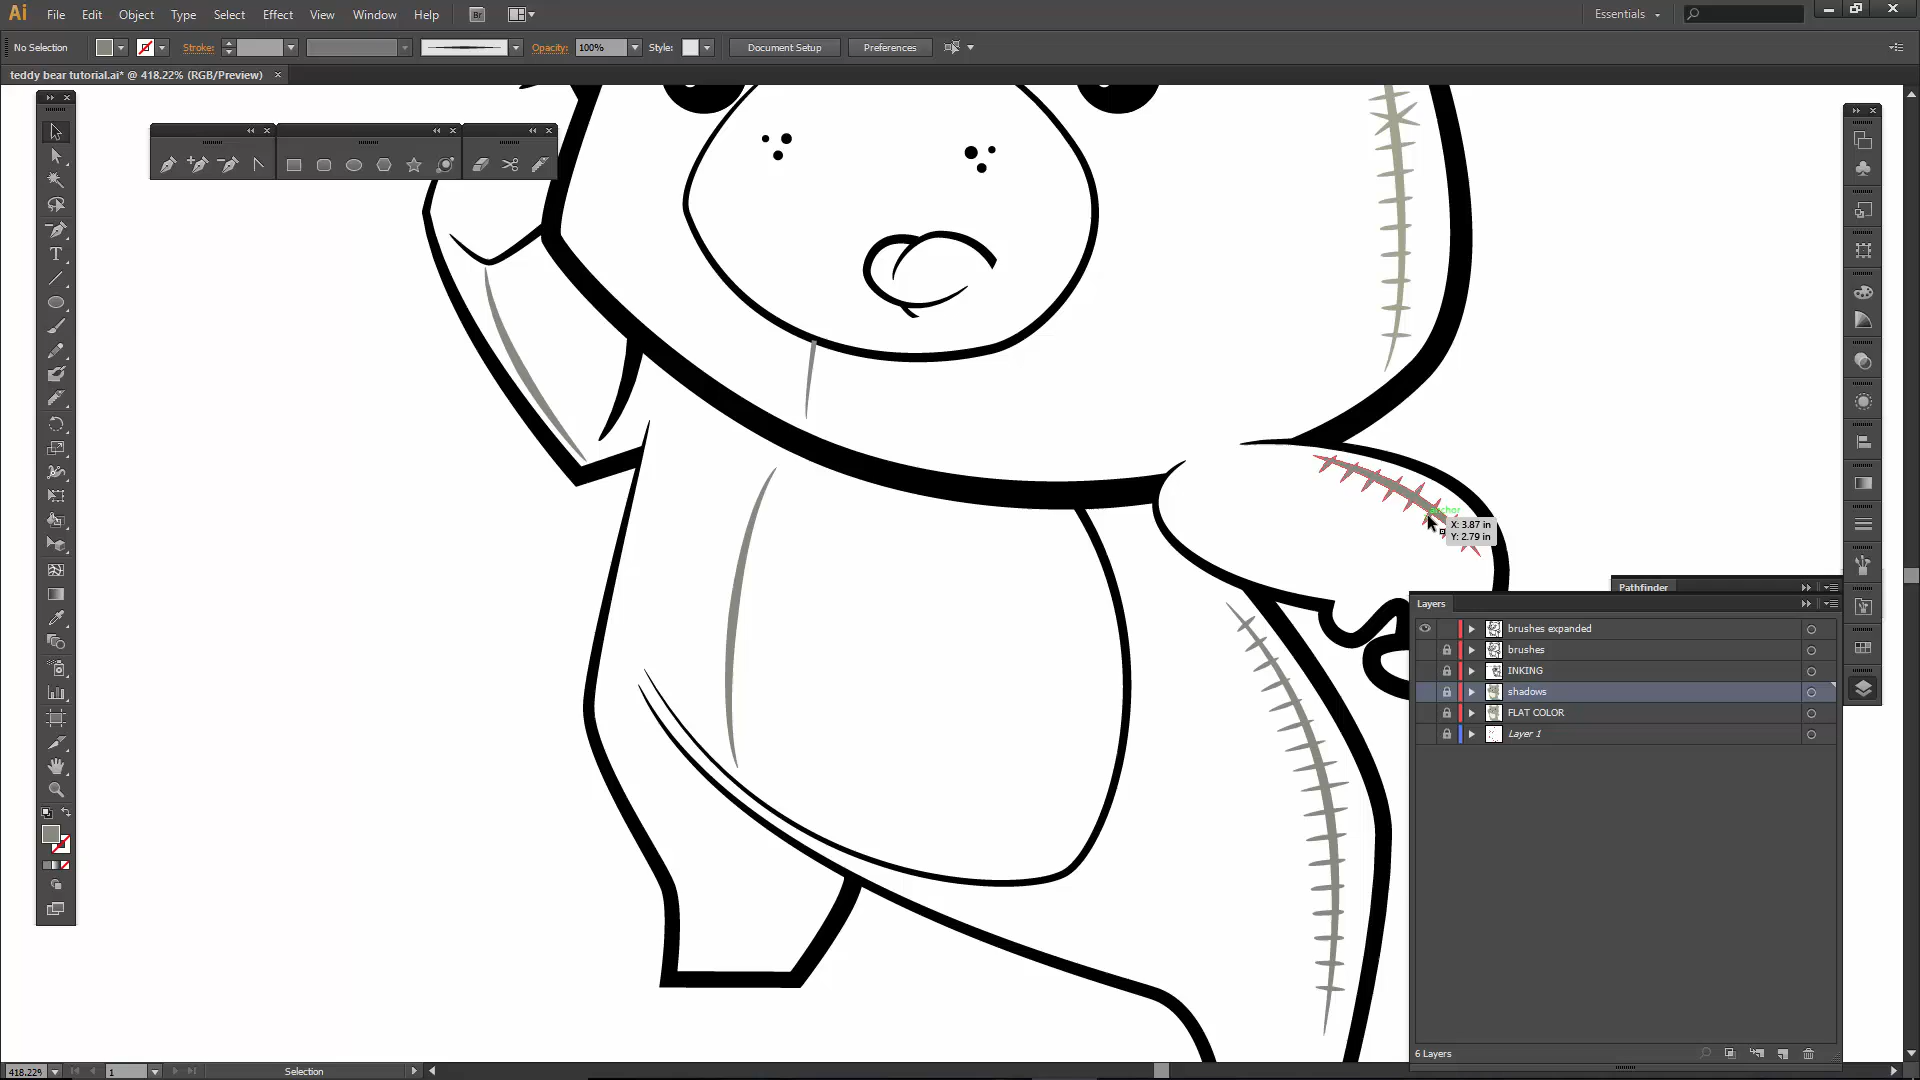 Ai File Edit Object Type Select Effect View Window Help Br Essentials
No Selection Stroke: Opacity: 100% Style: Document Setup Preferences
teddy bear tutorial.ai* @ 418.22% (RGB/Preview)
anchor
X: 3.87 in
Y: 2.79 in
Pathfinder
Layers
brushes expanded
brushes
INKING
shadows
FLAT COLOR
Layer 1
6 Layers
418.22% 1 Selection